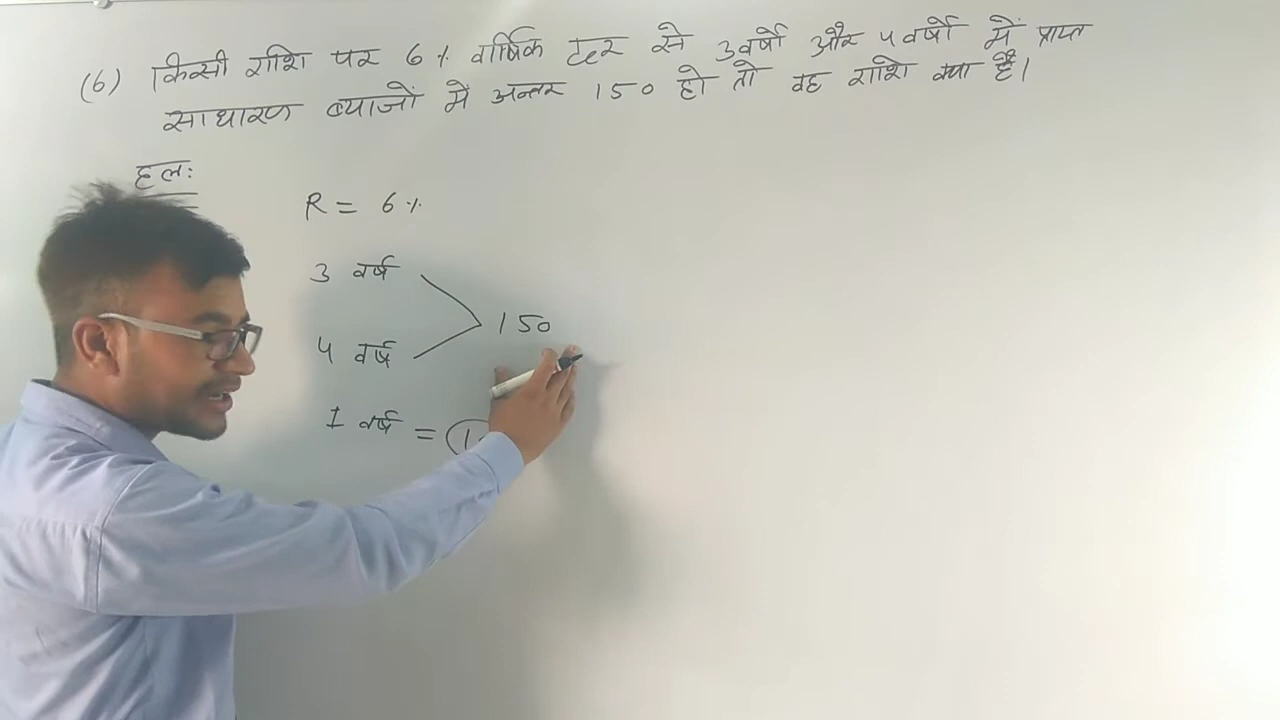 (6) किसी राशि पर 6% वार्षिक दर से 3 वर्षो और 4 वर्षो में प्राप्त
साधारण ब्याजों में अन्तर 150 हो तो वह राशि क्या है।
हल:
R = 6%
3 वर्ष
150
4 वर्ष
1 वर्ष =